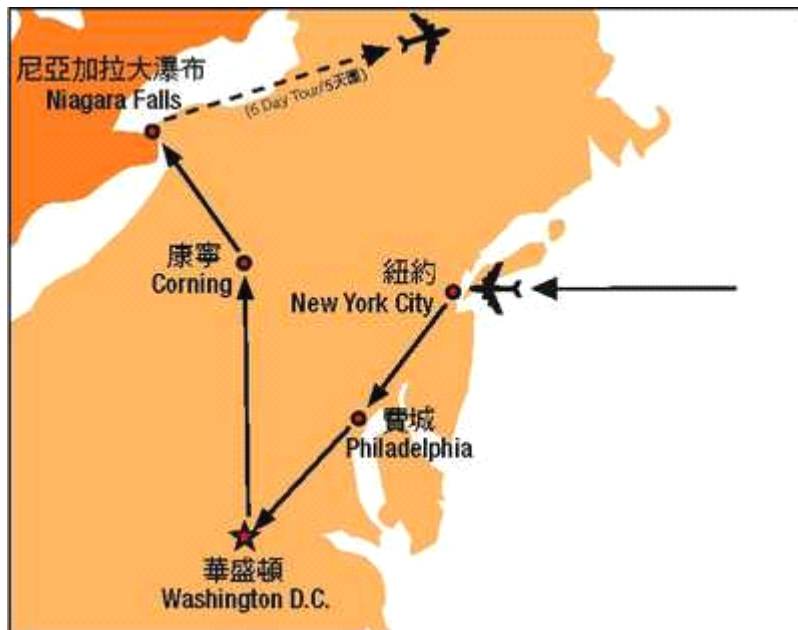 尼亞加拉大瀑布
Niagara Falls
(5 Day Tour/5天團)
康寧
Corning
紐約
New York City
費城
Philadelphia
華盛頓
Washington D.C.